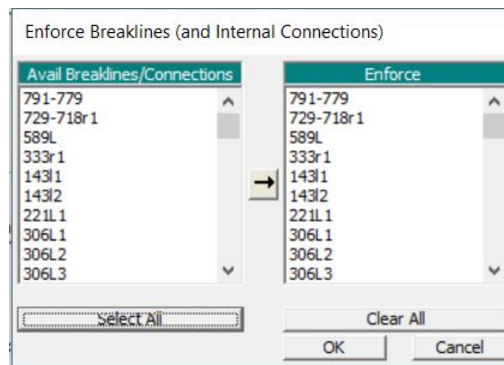 Enforce Breaklines (and Internal Connections)
Avail Breaklines/Connections
791-779
729-718r1
589L
333r1
143l1
143l2
221L1
306L1
306L2
306L3
Select All
Enforce
791-779
729-718r1
589L
333r1
143l1
143l2
221L1
306L1
306L2
306L3
Clear All
OK
Cancel